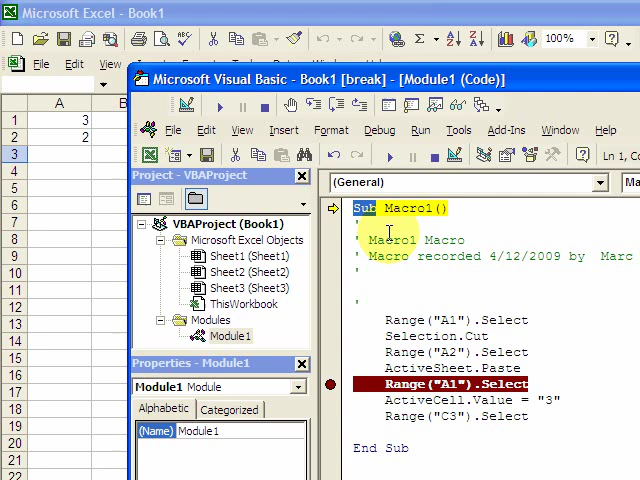 Microsoft Excel - Book1
100%
File Edit
Microsoft Visual Basic - Book1 [break] - [Module1 (Code)]
File Edit View Insert Format Debug Run Tools Add-Ins Window Help
Ln 1, C
Project - VBAProject
VBAProject (Book1)
Microsoft Excel Objects
Sheet1 (Sheet1)
Sheet2 (Sheet2)
Sheet3 (Sheet3)
ThisWorkbook
Modules
Module1
Properties - Module1
Module1 Module
Alphabetic Categorized
(Name) Module1
(General) Ma
Sub Macro1()
'
' Macro1 Macro
' Macro recorded 4/12/2009 by Marc
'
'
Range("A1").Select
Selection.Cut
Range("A2").Select
ActiveSheet.Paste
Range("A1").Select
ActiveCell.Value = "3"
Range("C3").Select
End Sub
A B
1 3
2 2
3
4
5
6
7
8
9
10
11
12
13
14
15
16
17
18
19
20
21
22